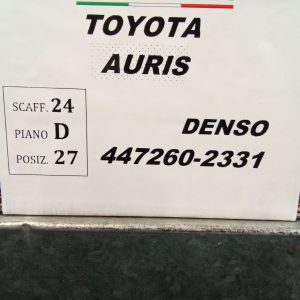 TOYOTA
AURIS
SCAFF. 24
PIANO D
POSIZ. 27
DENSO
447260-2331